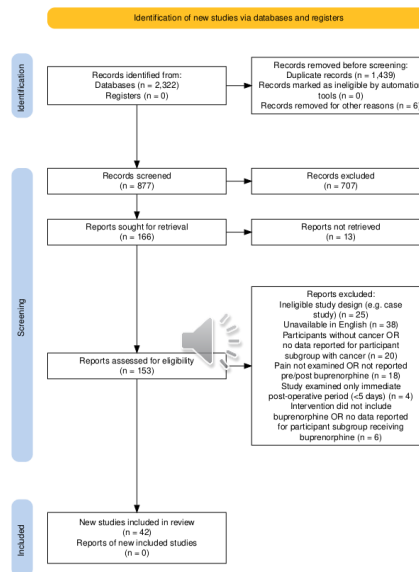 Identification of new studies via databases and registers
Identification
Records identified from:
Databases (n = 2,322)
Registers (n = 0)
Records removed before screening:
Duplicate records (n = 1,439)
Records marked as ineligible by automation
tools (n = 0)
Records removed for other reasons (n = 6)
Screening
Records screened
(n = 877)
Records excluded
(n = 707)
Reports sought for retrieval
(n = 166)
Reports not retrieved
(n = 13)
Reports assessed for eligibility
(n = 153)
Reports excluded:
Ineligible study design (e.g. case
study) (n = 25)
Unavailable in English (n = 38)
Participants without cancer OR
no data reported for participant
subgroup with cancer (n = 20)
Pain not examined OR not reported
pre/post buprenorphine (n = 18)
Study examined only immediate
post-operative period (<5 days) (n = 4)
Intervention did not include
buprenorphine OR no data reported
for participant subgroup receiving
buprenorphine (n = 6)
Included
New studies included in review
(n = 42)
Reports of new included studies
(n = 0)